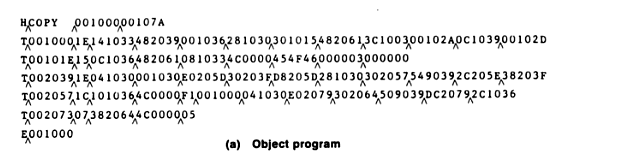 HCOPY  00100000107A
T0010001E1410334820390010362810303010154820613C100300102A0C103900102D
T00101E150C10364820610810334C0000454F46000003000000
T0020391E041030001030E0205D30203FD8205D2810303020575490392C205E38203F
T0020571C1010364C0000F1001000041030E02079302064509039DC20792C1036
T002073073820644C000005
E001000
(a) Object program